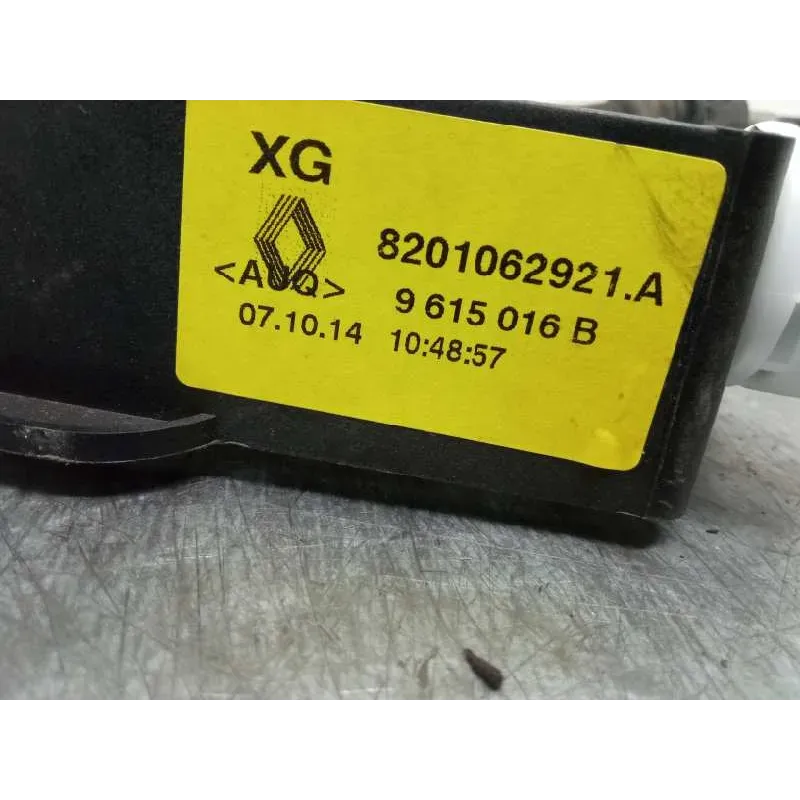 XG
8201062921.A
<AUQ>
9 615 016 B
07.10.14 10:48:57